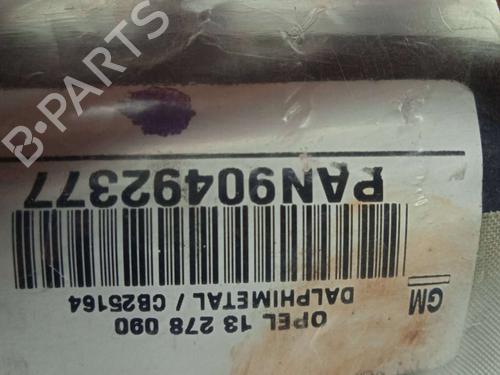 GM
OPEL 13 278 090
DALPHIMETAL / CB25164
PAN90492377
B-PARTS